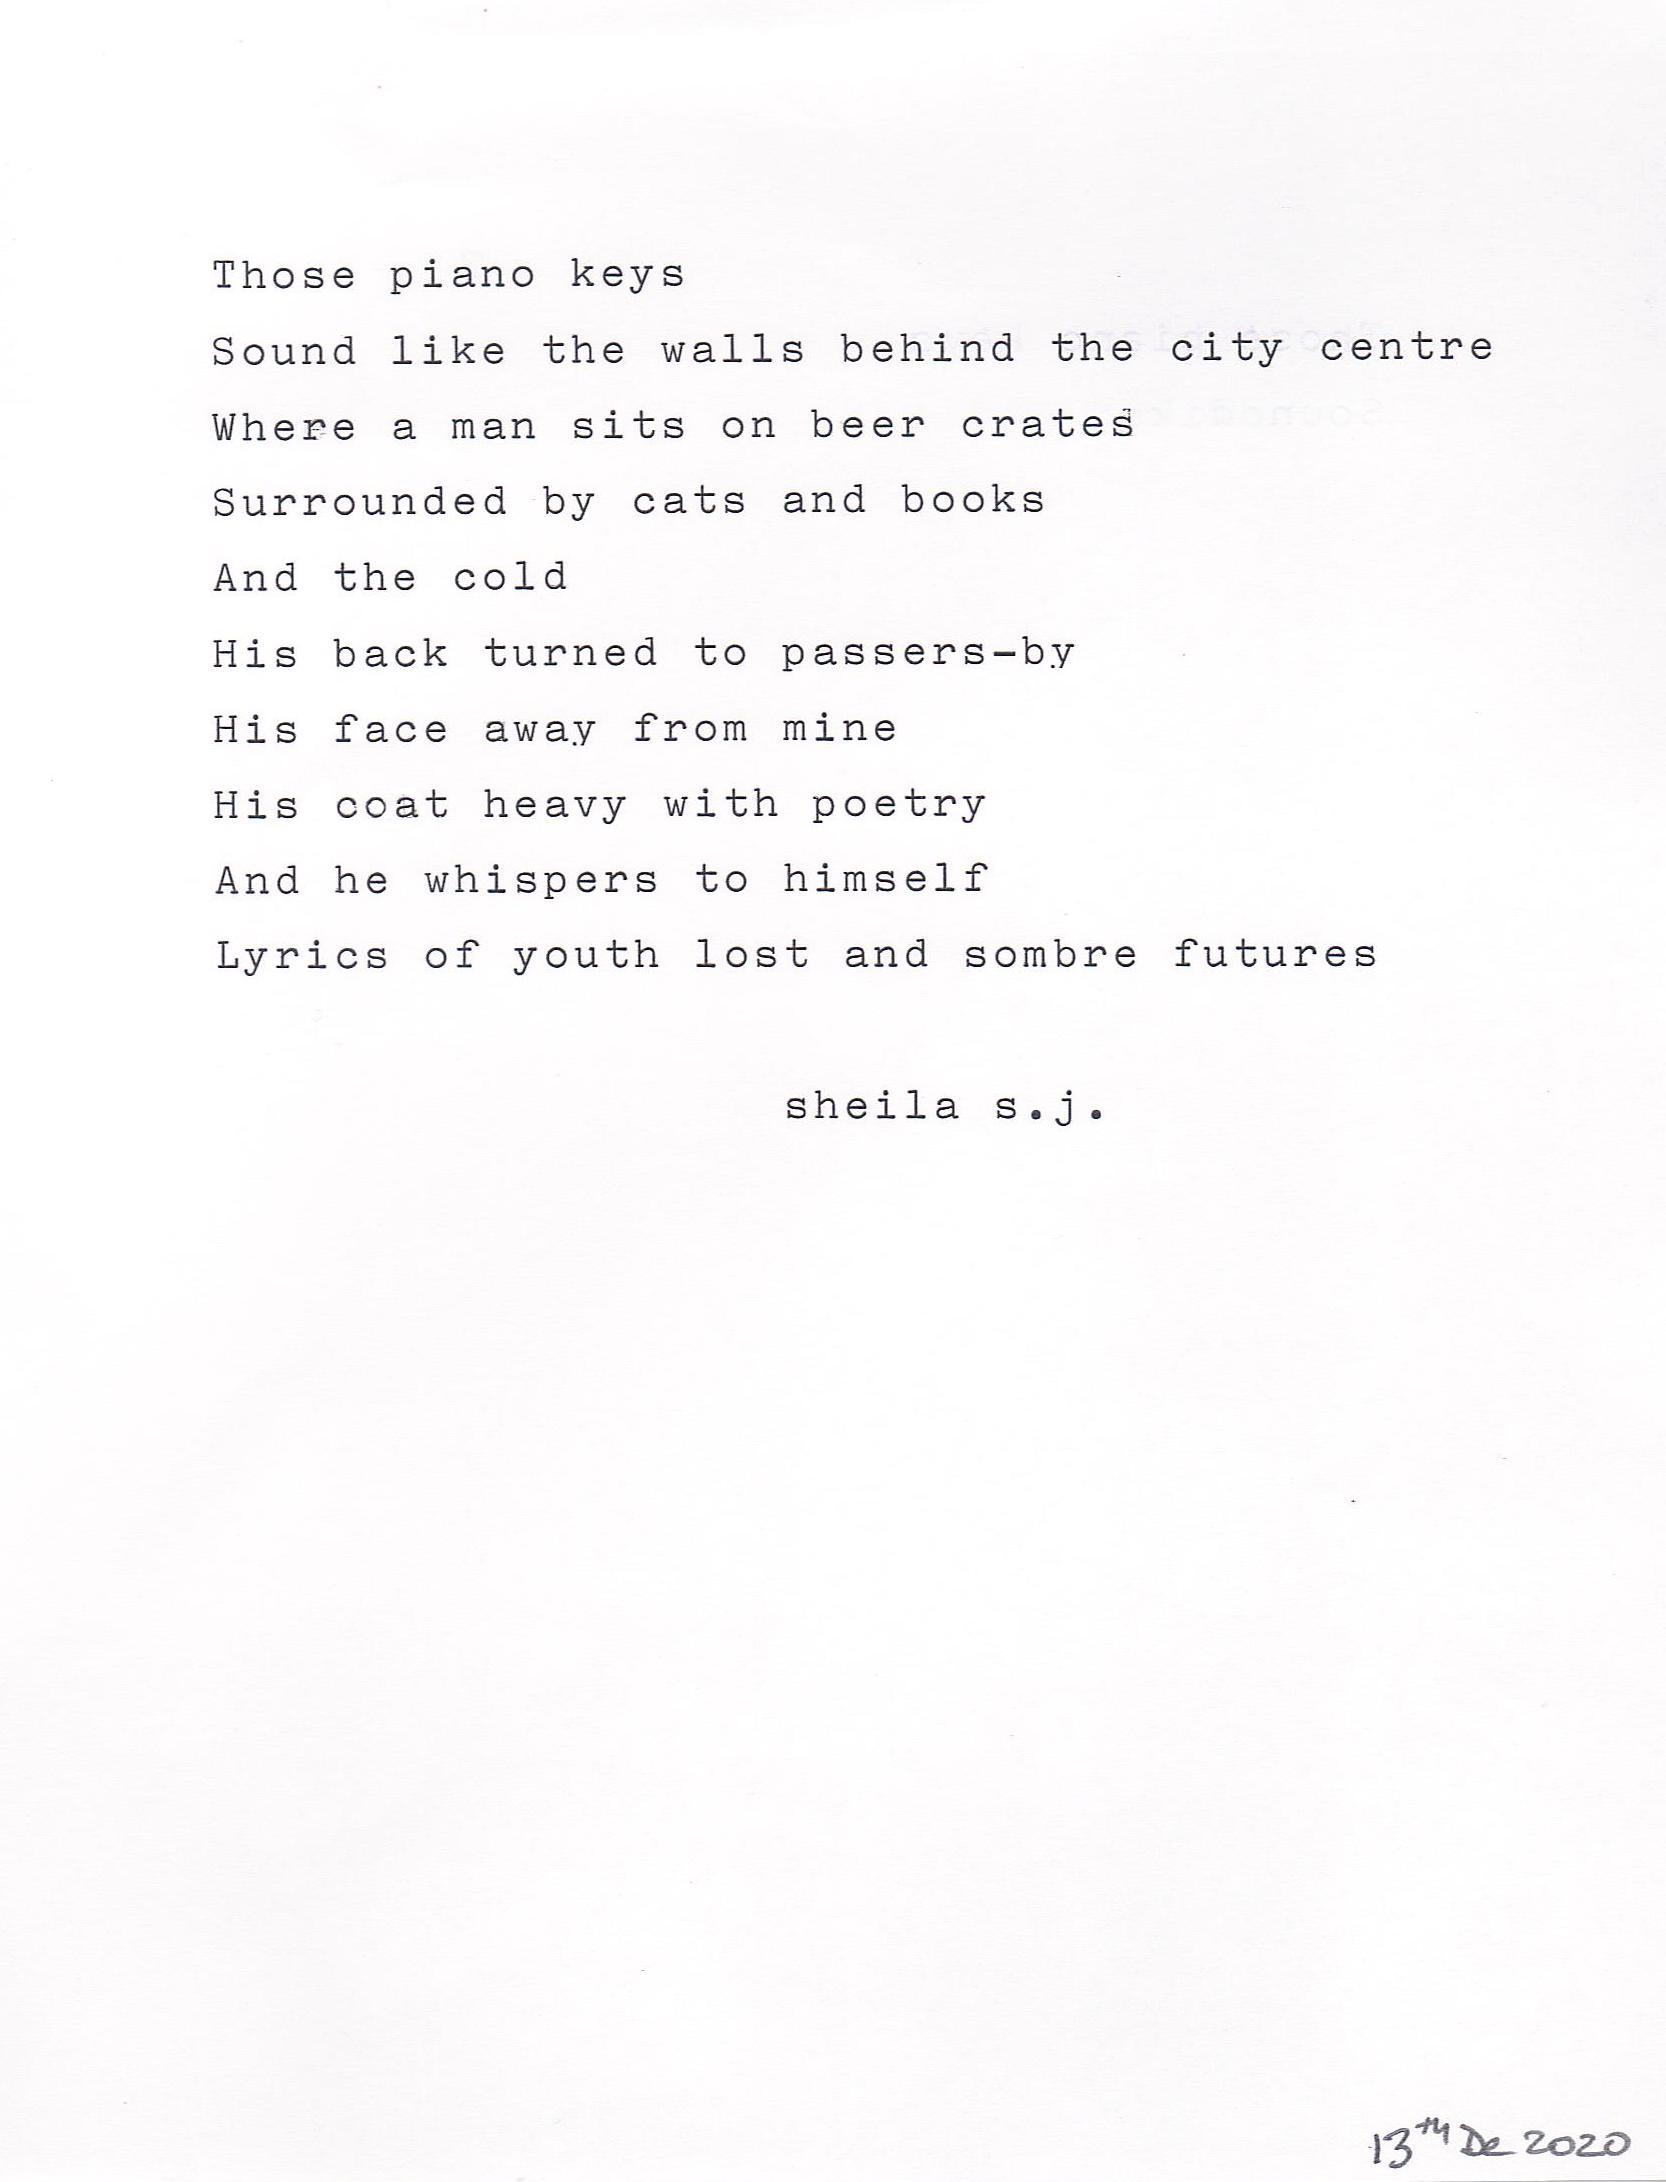 Those piano keys
Sound like the walls behind the city centre
Where a man sits on beer crates
Surrounded by cats and books
And the cold
His back turned to passers-by
His face away from mine
His coat heavy with poetry
And he whispers to himself
Lyrics of youth lost and sombre futures
sheila s.j.
13TH De 2020